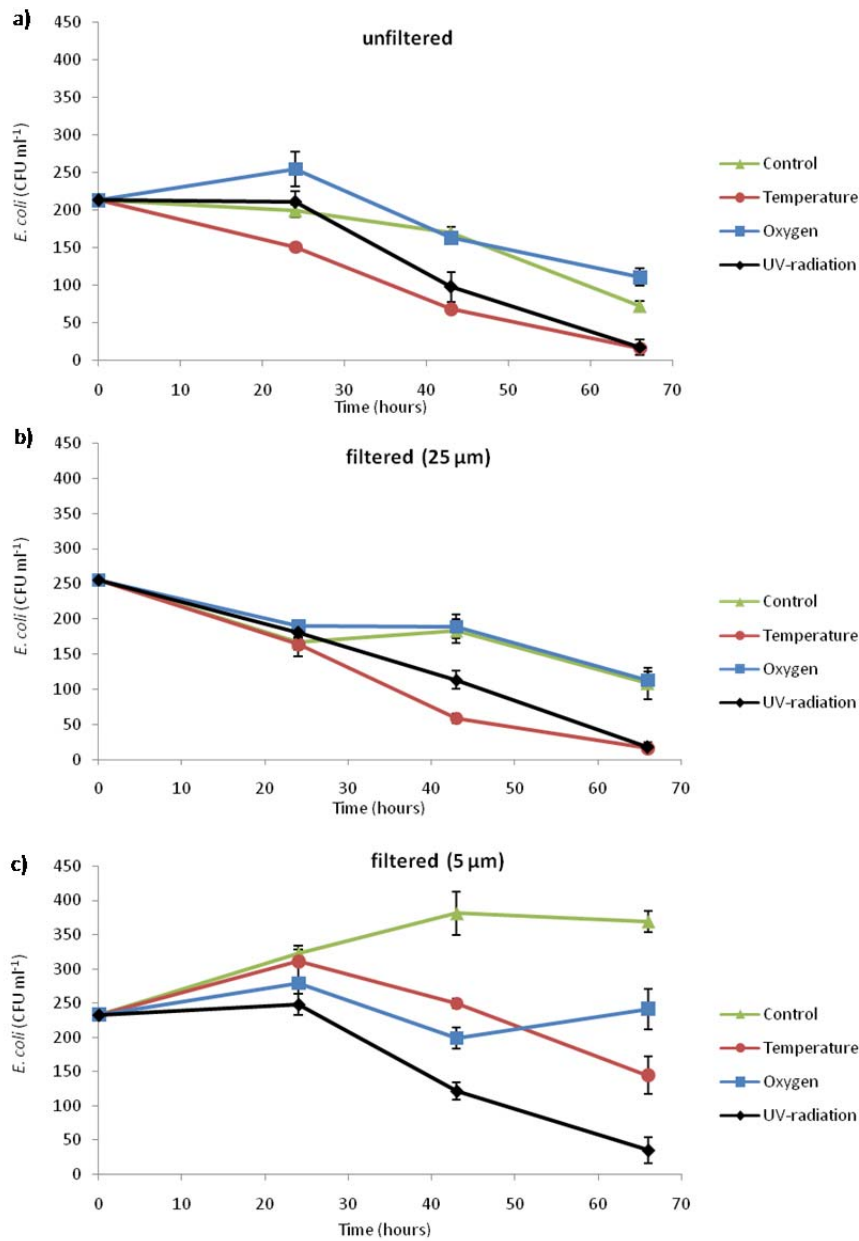 a)
unfiltered
450
400
350
300
250
200
150
100
50
0
E. coli (CFU ml-1)
0 10 20 30 40 50 60 70
Time (hours)
Control
Temperature
Oxygen
UV-radiation
b)
filtered (25 µm)
450
400
350
300
250
200
150
100
50
0
E. coli (CFU ml-1)
0 10 20 30 40 50 60 70
Time (hours)
Control
Temperature
Oxygen
UV-radiation
c)
filtered (5 µm)
450
400
350
300
250
200
150
100
50
0
E. coli (CFU ml-1)
0 10 20 30 40 50 60 70
Time (hours)
Control
Temperature
Oxygen
UV-radiation